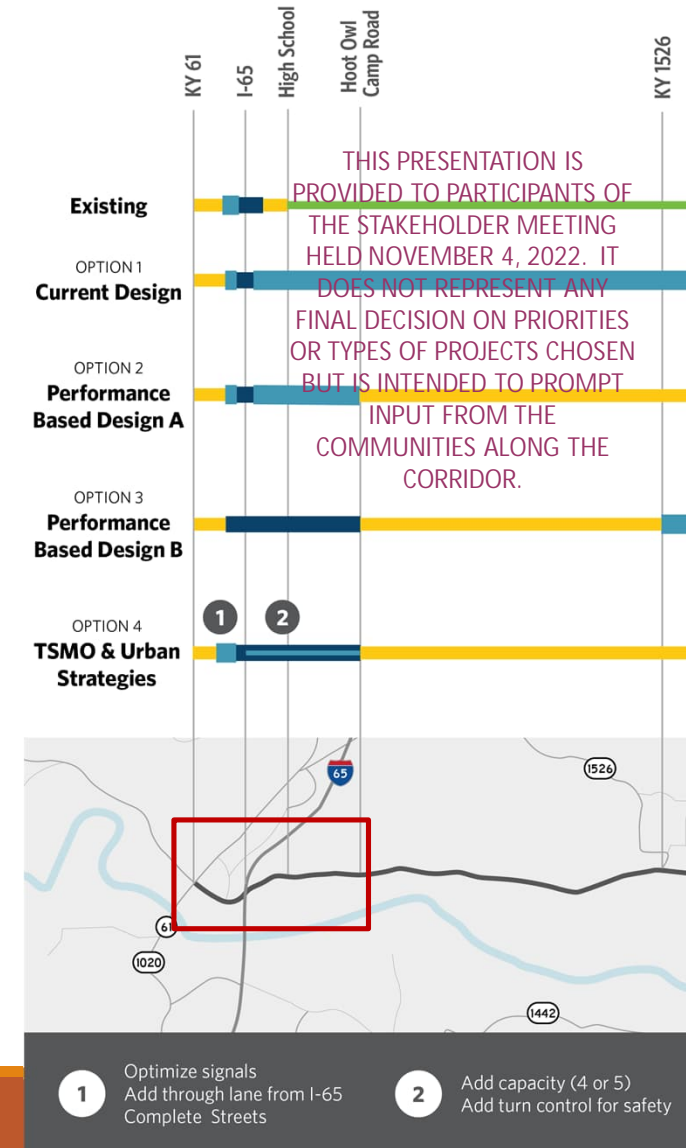 KY 61
I-65
High School
Hoot Owl
Camp Road
KY 1526
THIS PRESENTATION IS
PROVIDED TO PARTICIPANTS OF
THE STAKEHOLDER MEETING
HELD NOVEMBER 4, 2022. IT
DOES NOT REPRESENT ANY
FINAL DECISION ON PRIORITIES
OR TYPES OF PROJECTS CHOSEN
BUT IS INTENDED TO PROMPT
INPUT FROM THE
COMMUNITIES ALONG THE
CORRIDOR.
Existing
OPTION 1
Current Design
OPTION 2
Performance
Based Design A
OPTION 3
Performance
Based Design B
1
2
OPTION 4
TSMO & Urban
Strategies
65
1526
61
1020
1442
1
Optimize signals
Add through lane from I-65
Complete Streets
2
Add capacity (4 or 5)
Add turn control for safety